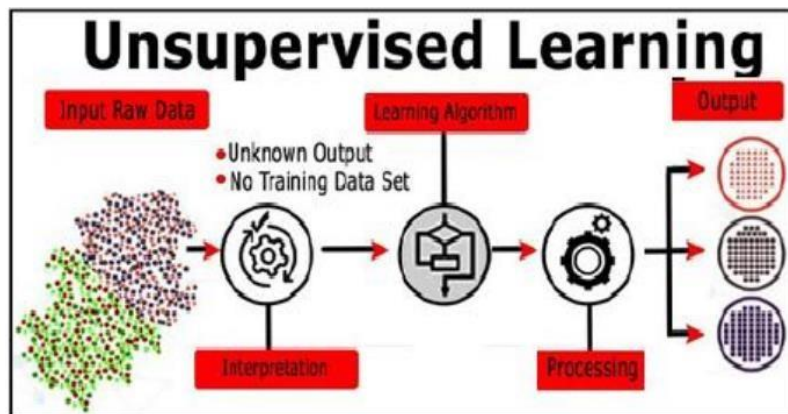 Unsupervised Learning
Input Raw Data
Learning Algorithm
Output
Unknown Output
No Training Data Set
Interpretation
Processing